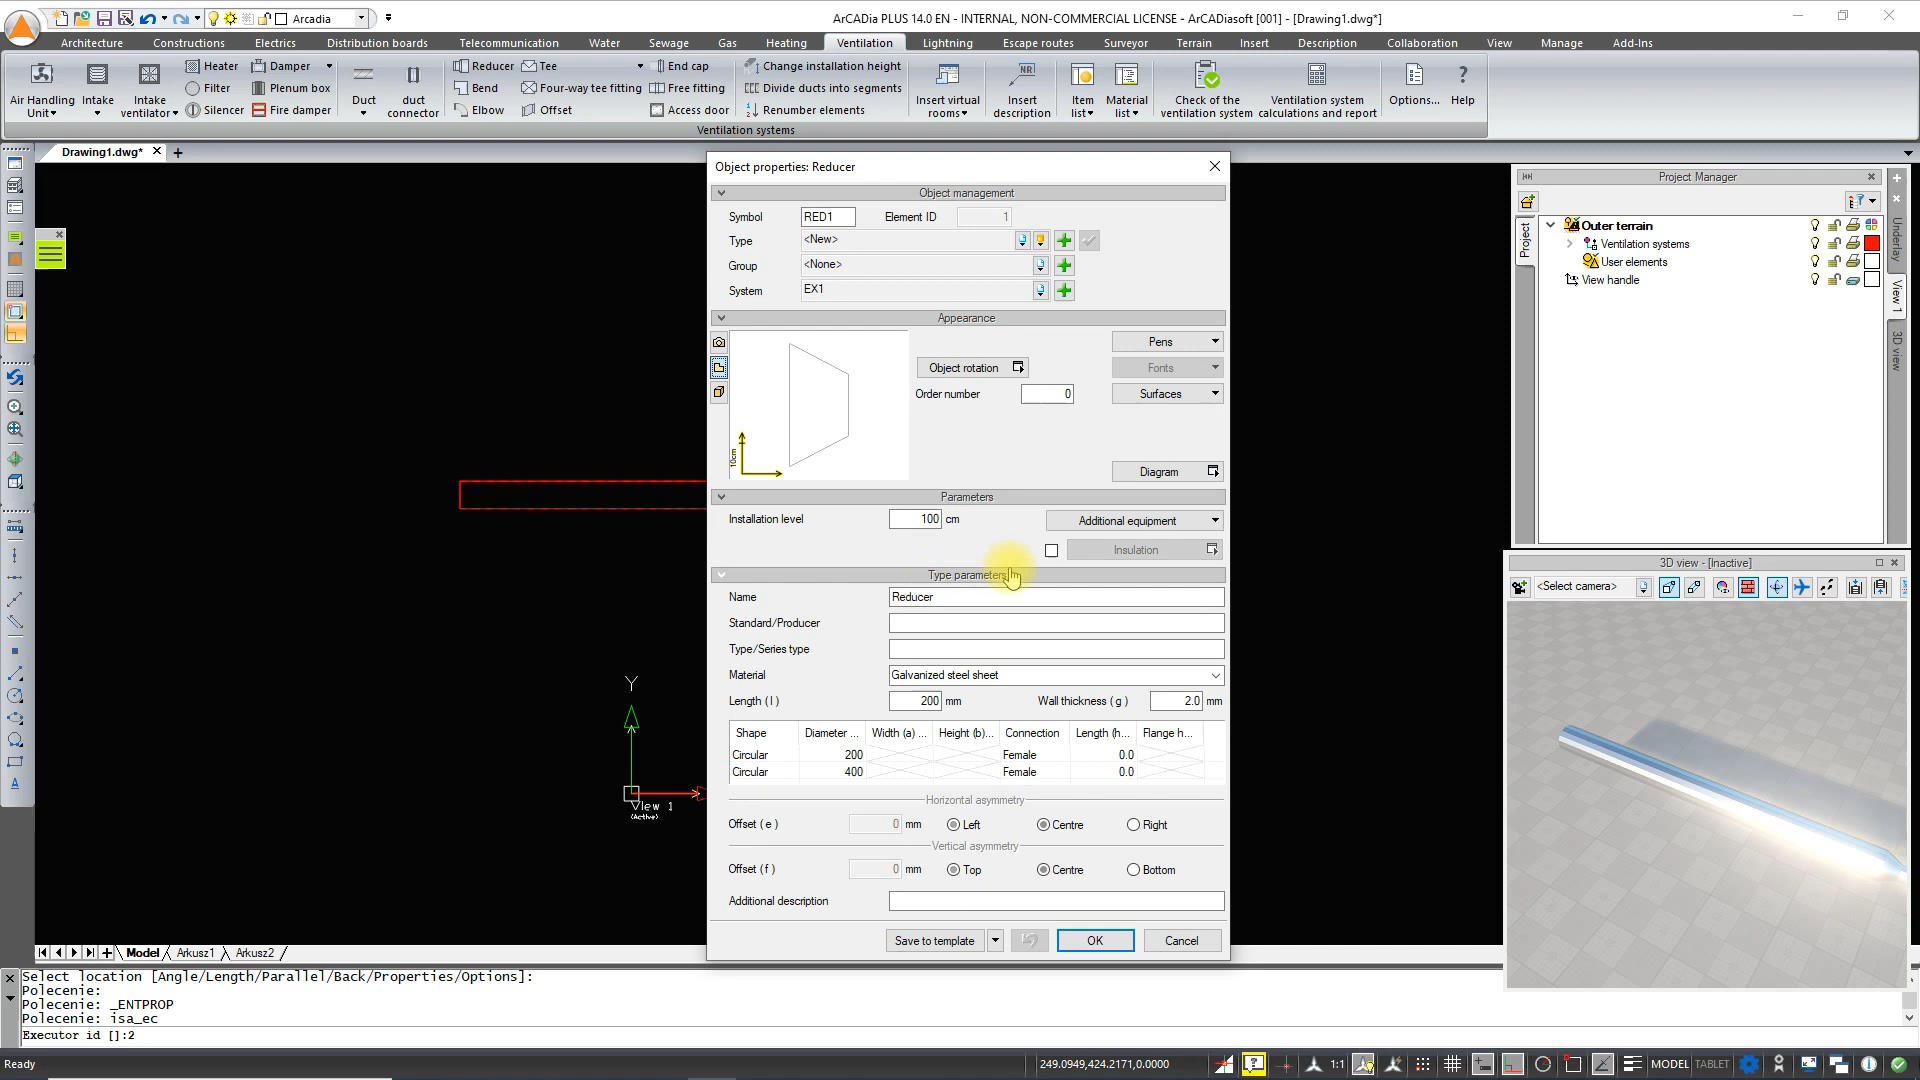 Arcadia
ArCADia PLUS 14.0 EN - INTERNAL, NON-COMMERCIAL LICENSE - ArCADiasoft [001] - [Drawing1.dwg*]
Architecture Constructions Electrics Distribution boards Telecommunication Water Sewage Gas Heating Ventilation Lightning Escape routes Surveyor Terrain Insert Description Collaboration View Manage Add-Ins
Heater Damper Reducer Tee End cap Change installation height
Filter Plenum box Bend Four-way tee fitting Free fitting Divide ducts into segments
Air Handling Unit Intake Intake ventilator Silencer Fire damper Duct duct connector Elbow Offset Access door Renumber elements
Insert virtual rooms Insert description Item list Material list Check of the ventilation system Ventilation system calculations and report Options... Help
Ventilation systems
Drawing1.dwg*
Object properties: Reducer
Object management
Symbol RED1 Element ID 1
Type <New>
Group <None>
System EX1
Appearance
10cm
Object rotation
Order number 0
Pens
Fonts
Surfaces
Diagram
Parameters
Installation level 100 cm Additional equipment
Insulation
Type parameters
Name Reducer
Standard/Producer
Type/Series type
Material Galvanized steel sheet
Length ( l ) 200 mm Wall thickness ( g ) 2.0 mm
Shape Diameter ... Width (a) ... Height (b)... Connection Length (h... Flange h...
Circular 200 Female 0.0
Circular 400 Female 0.0
Horizontal asymmetry
Offset ( e ) 0 mm Left Centre Right
Vertical asymmetry
Offset ( f ) 0 mm Top Centre Bottom
Additional description
Save to template OK Cancel
Project Manager
Project
Outer terrain
Ventilation systems
User elements
View handle
Underlay
View 1
3D view
3D view - [Inactive]
<Select camera>
Y
View 1
(Active)
Model Arkusz1 Arkusz2
Select location [Angle/Length/Parallel/Back/Properties/Options]:
Polecenie:
Polecenie: _ENTPROP
Polecenie: isa_ec
Executor id []:2
Ready
249.0949,424.2171,0.0000
1:1
MODEL TABLET